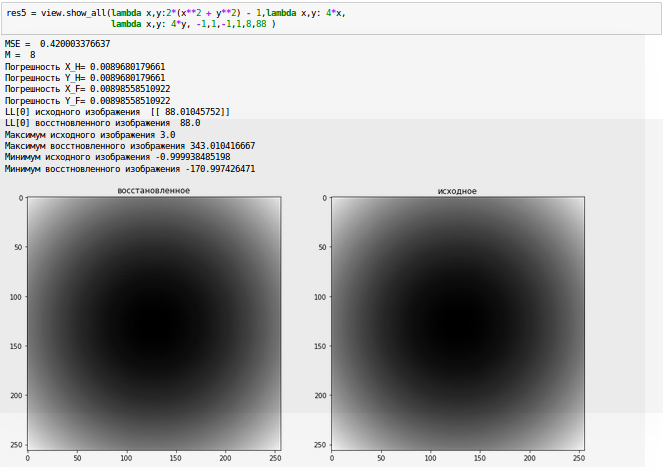 res5 = view.show_all(lambda x,y:2*(x**2 + y**2) - 1,lambda x,y: 4*x,
lambda x,y: 4*y, -1,1,-1,1,8,88 )
MSE =  0.420003376637
M =  8
Погрешность X_H= 0.0089680179661
Погрешность Y_H= 0.0089680179661
Погрешность X_F= 0.00898558510922
Погрешность Y_F= 0.00898558510922
LL[0] исходного изображения  [[ 88.01045752]]
LL[0] восстновленного изображения  88.0
Максимум исходного изображения 3.0
Максимум восстновленного изображения 343.010416667
Минимум исходного изображения -0.999938485198
Минимум восстновленного изображения -170.997426471
восстановленное
исходное
0
50
100
150
200
250
0 50 100 150 200 250
0
50
100
150
200
250
0 50 100 150 200 250